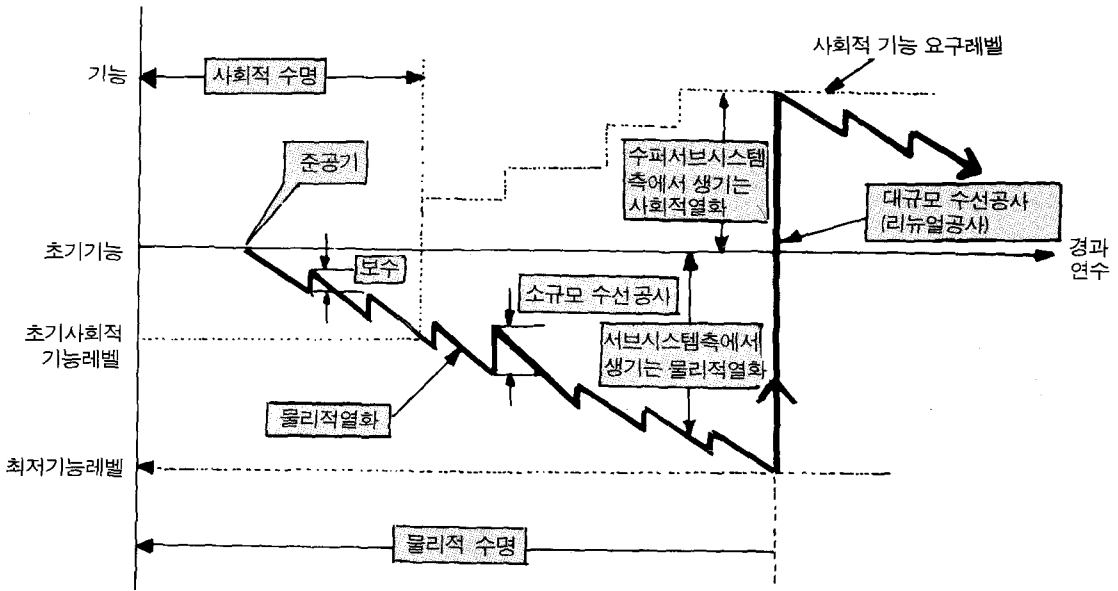 사회적 기능 요구레벨
기능
사회적 수명
준공기
수퍼서브시스템
측에서 생기는
사회적열화
대규모 수선공사
(리뉴얼공사)
초기기능
경과
연수
보수
소규모 수선공사
초기사회적
기능레벨
서브시스템측에서
생기는 물리적열화
물리적열화
최저기능레벨
물리적 수명